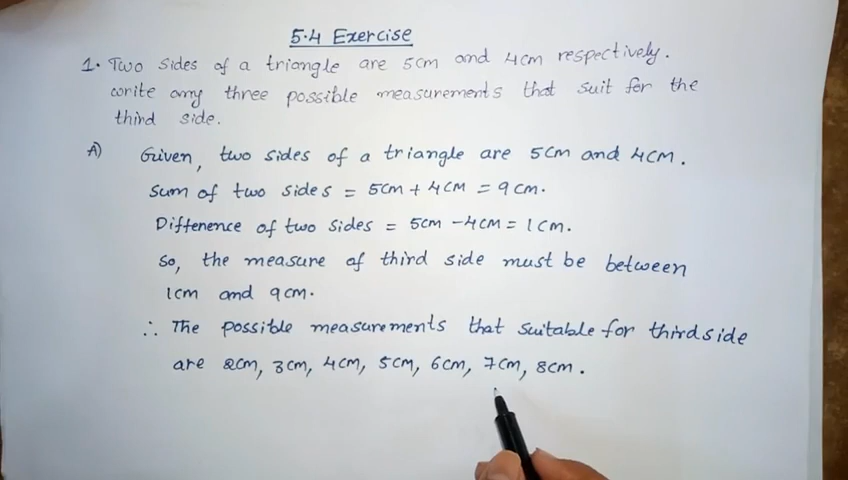 5.4 Exercise
1. Two sides of a triangle are 5cm and 4cm respectively.
write any three possible measurements that suit for the
third side.
A) Given, two sides of a triangle are 5cm and 4cm.
Sum of two sides = 5cm + 4cm = 9cm.
Difference of two sides = 5cm - 4cm = 1cm.
So, the measure of third side must be between
1cm and 9cm.
∴ The possible measurements that suitable for third side
are 2cm, 3cm, 4cm, 5cm, 6cm, 7cm, 8cm.